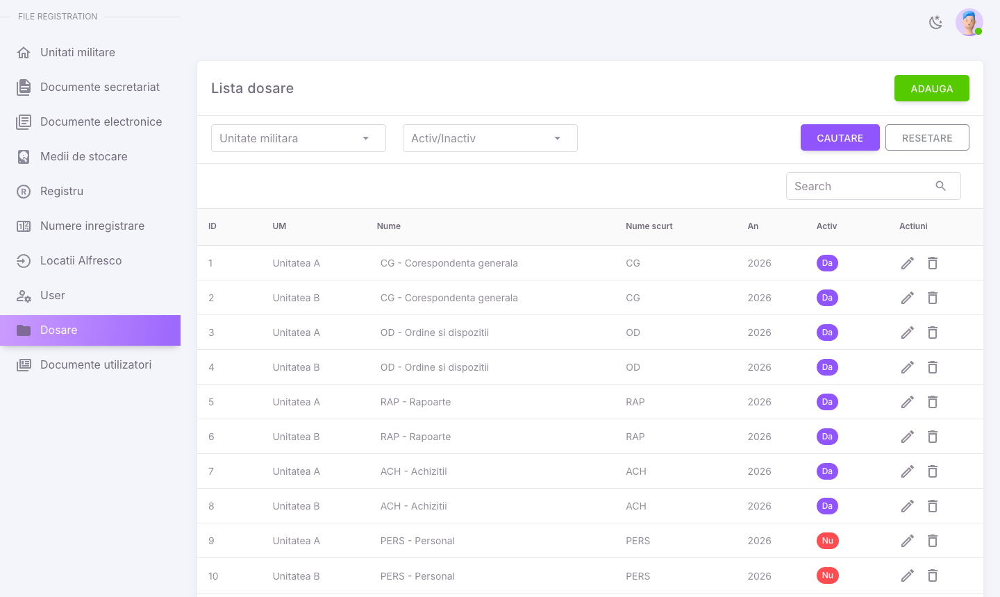 FILE REGISTRATION
Unitati militare
Documente secretariat
Documente electronice
Medii de stocare
Registru
Numere inregistrare
Locatii Alfresco
User
Dosare
Documente utilizatori
Lista dosare
ADAUGA
Unitate militara
Activ/Inactiv
CAUTARE
RESETARE
Search
ID UM Nume Nume scurt An Activ Actiuni
1 Unitatea A CG - Corespondenta generala CG 2026 Da
2 Unitatea B CG - Corespondenta generala CG 2026 Da
3 Unitatea A OD - Ordine si dispozitii OD 2026 Da
4 Unitatea B OD - Ordine si dispozitii OD 2026 Da
5 Unitatea A RAP - Rapoarte RAP 2026 Da
6 Unitatea B RAP - Rapoarte RAP 2026 Da
7 Unitatea A ACH - Achizitii ACH 2026 Da
8 Unitatea B ACH - Achizitii ACH 2026 Da
9 Unitatea A PERS - Personal PERS 2026 Nu
10 Unitatea B PERS - Personal PERS 2026 Nu